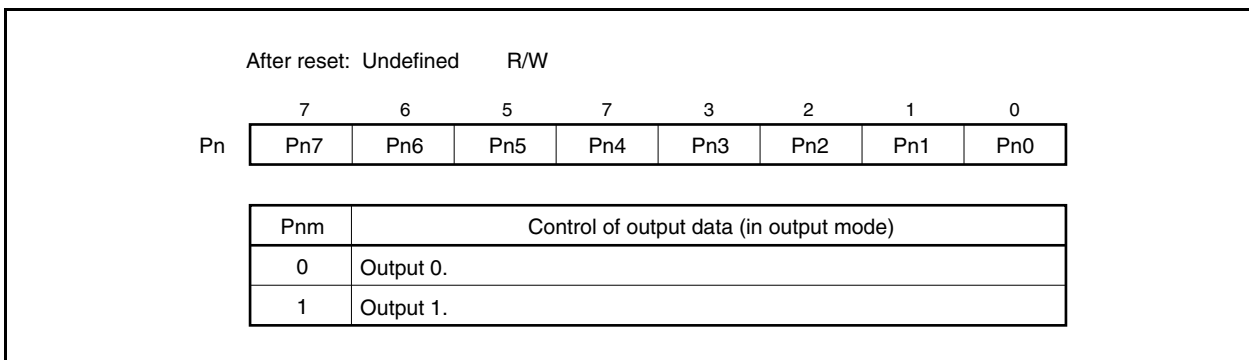 After reset: Undefined R/W
7 6 5 7 3 2 1 0
Pn Pn7 Pn6 Pn5 Pn4 Pn3 Pn2 Pn1 Pn0
Pnm Control of output data (in output mode)
0 Output 0.
1 Output 1.